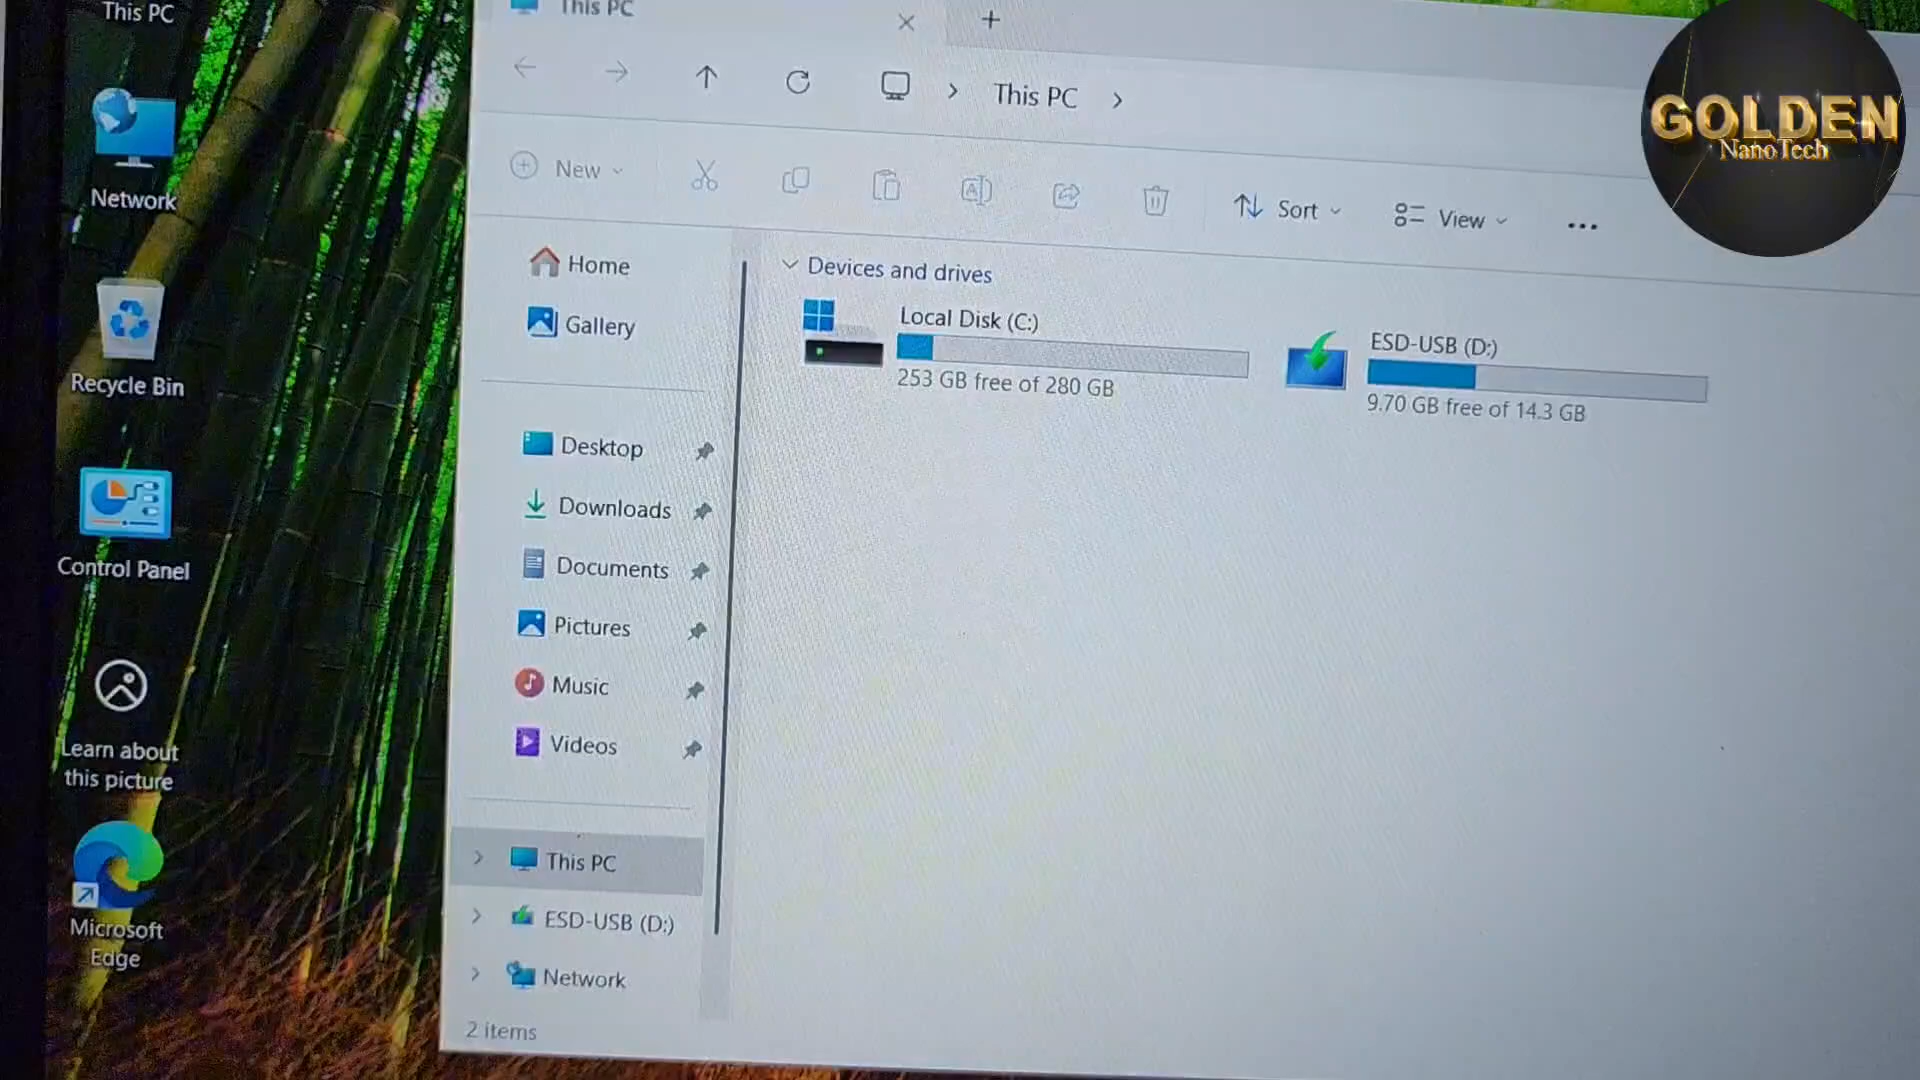 This PC
Network
Recycle Bin
Control Panel
Learn about
this picture
Microsoft
Edge
This PC
This PC
New
Sort
View
Home
Gallery
Desktop
Downloads
Documents
Pictures
Music
Videos
This PC
ESD-USB (D:)
Network
2 items
Devices and drives
Local Disk (C:)
253 GB free of 280 GB
ESD-USB (D:)
9.70 GB free of 14.3 GB
GOLDEN
NanoTech